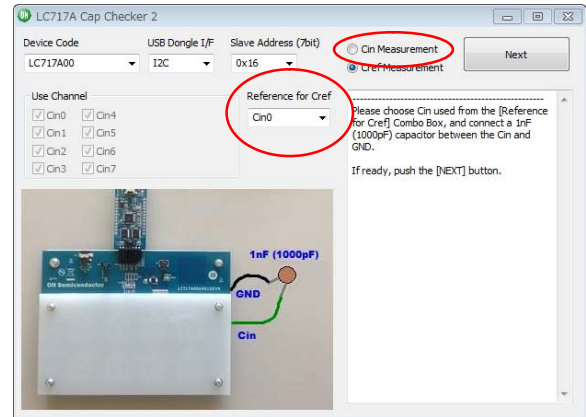 LC717A Cap Checker 2
Device Code
USB Dongle I/F
Slave Address (7bit)
LC717A00
I2C
0x16
Cin Measurement
Cref Measurement
Next
Use Channel
Cin0
Cin4
Cin1
Cin5
Cin2
Cin6
Cin3
Cin7
Reference for Cref
Cin0
Please choose Cin used from the [Reference
for Cref] Combo Box, and connect a 1nF
(1000pF) capacitor between the Cin and
GND.
If ready, push the [NEXT] button.
1nF (1000pF)
GND
Cin
ON Semiconductor